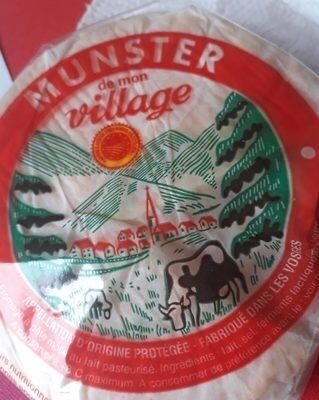 MUNSTER
de mon
village
APPELLATION D'ORIGINE PROTÉGÉE - FABRIQUÉ DANS LES VOSGES
au lait pasteurisé. Ingrédients : lait, sel, ferments lactiques
C maximum. A consommer de préférence avant le